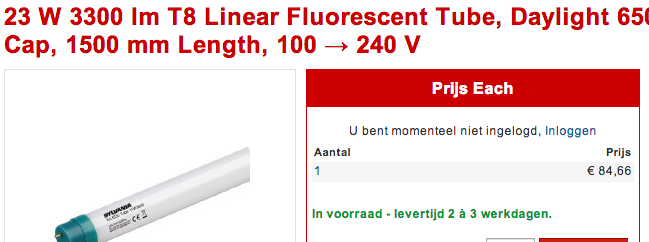 23 W 3300 lm T8 Linear Fluorescent Tube, Daylight 650
Cap, 1500 mm Length, 100 → 240 V
Prijs Each
U bent momenteel niet ingelogd, Inloggen
Aantal Prijs
1 € 84,66
SYLVANIA
In voorraad - levertijd 2 à 3 werkdagen.